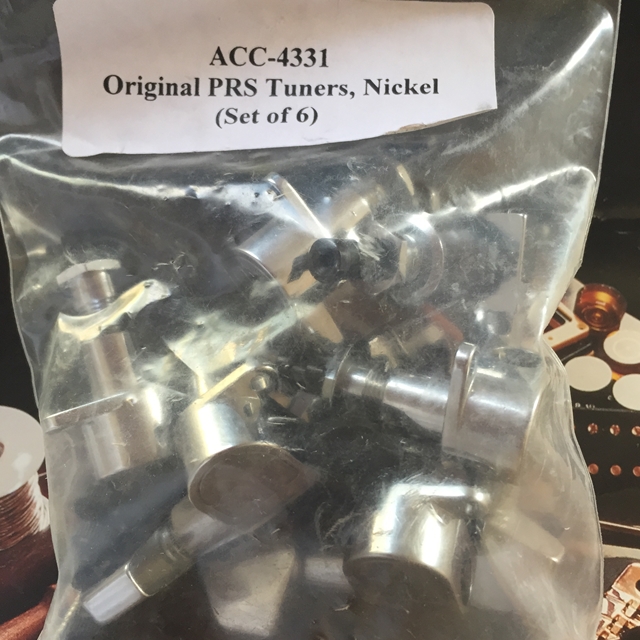 ACC-4331
Original PRS Tuners, Nickel
(Set of 6)